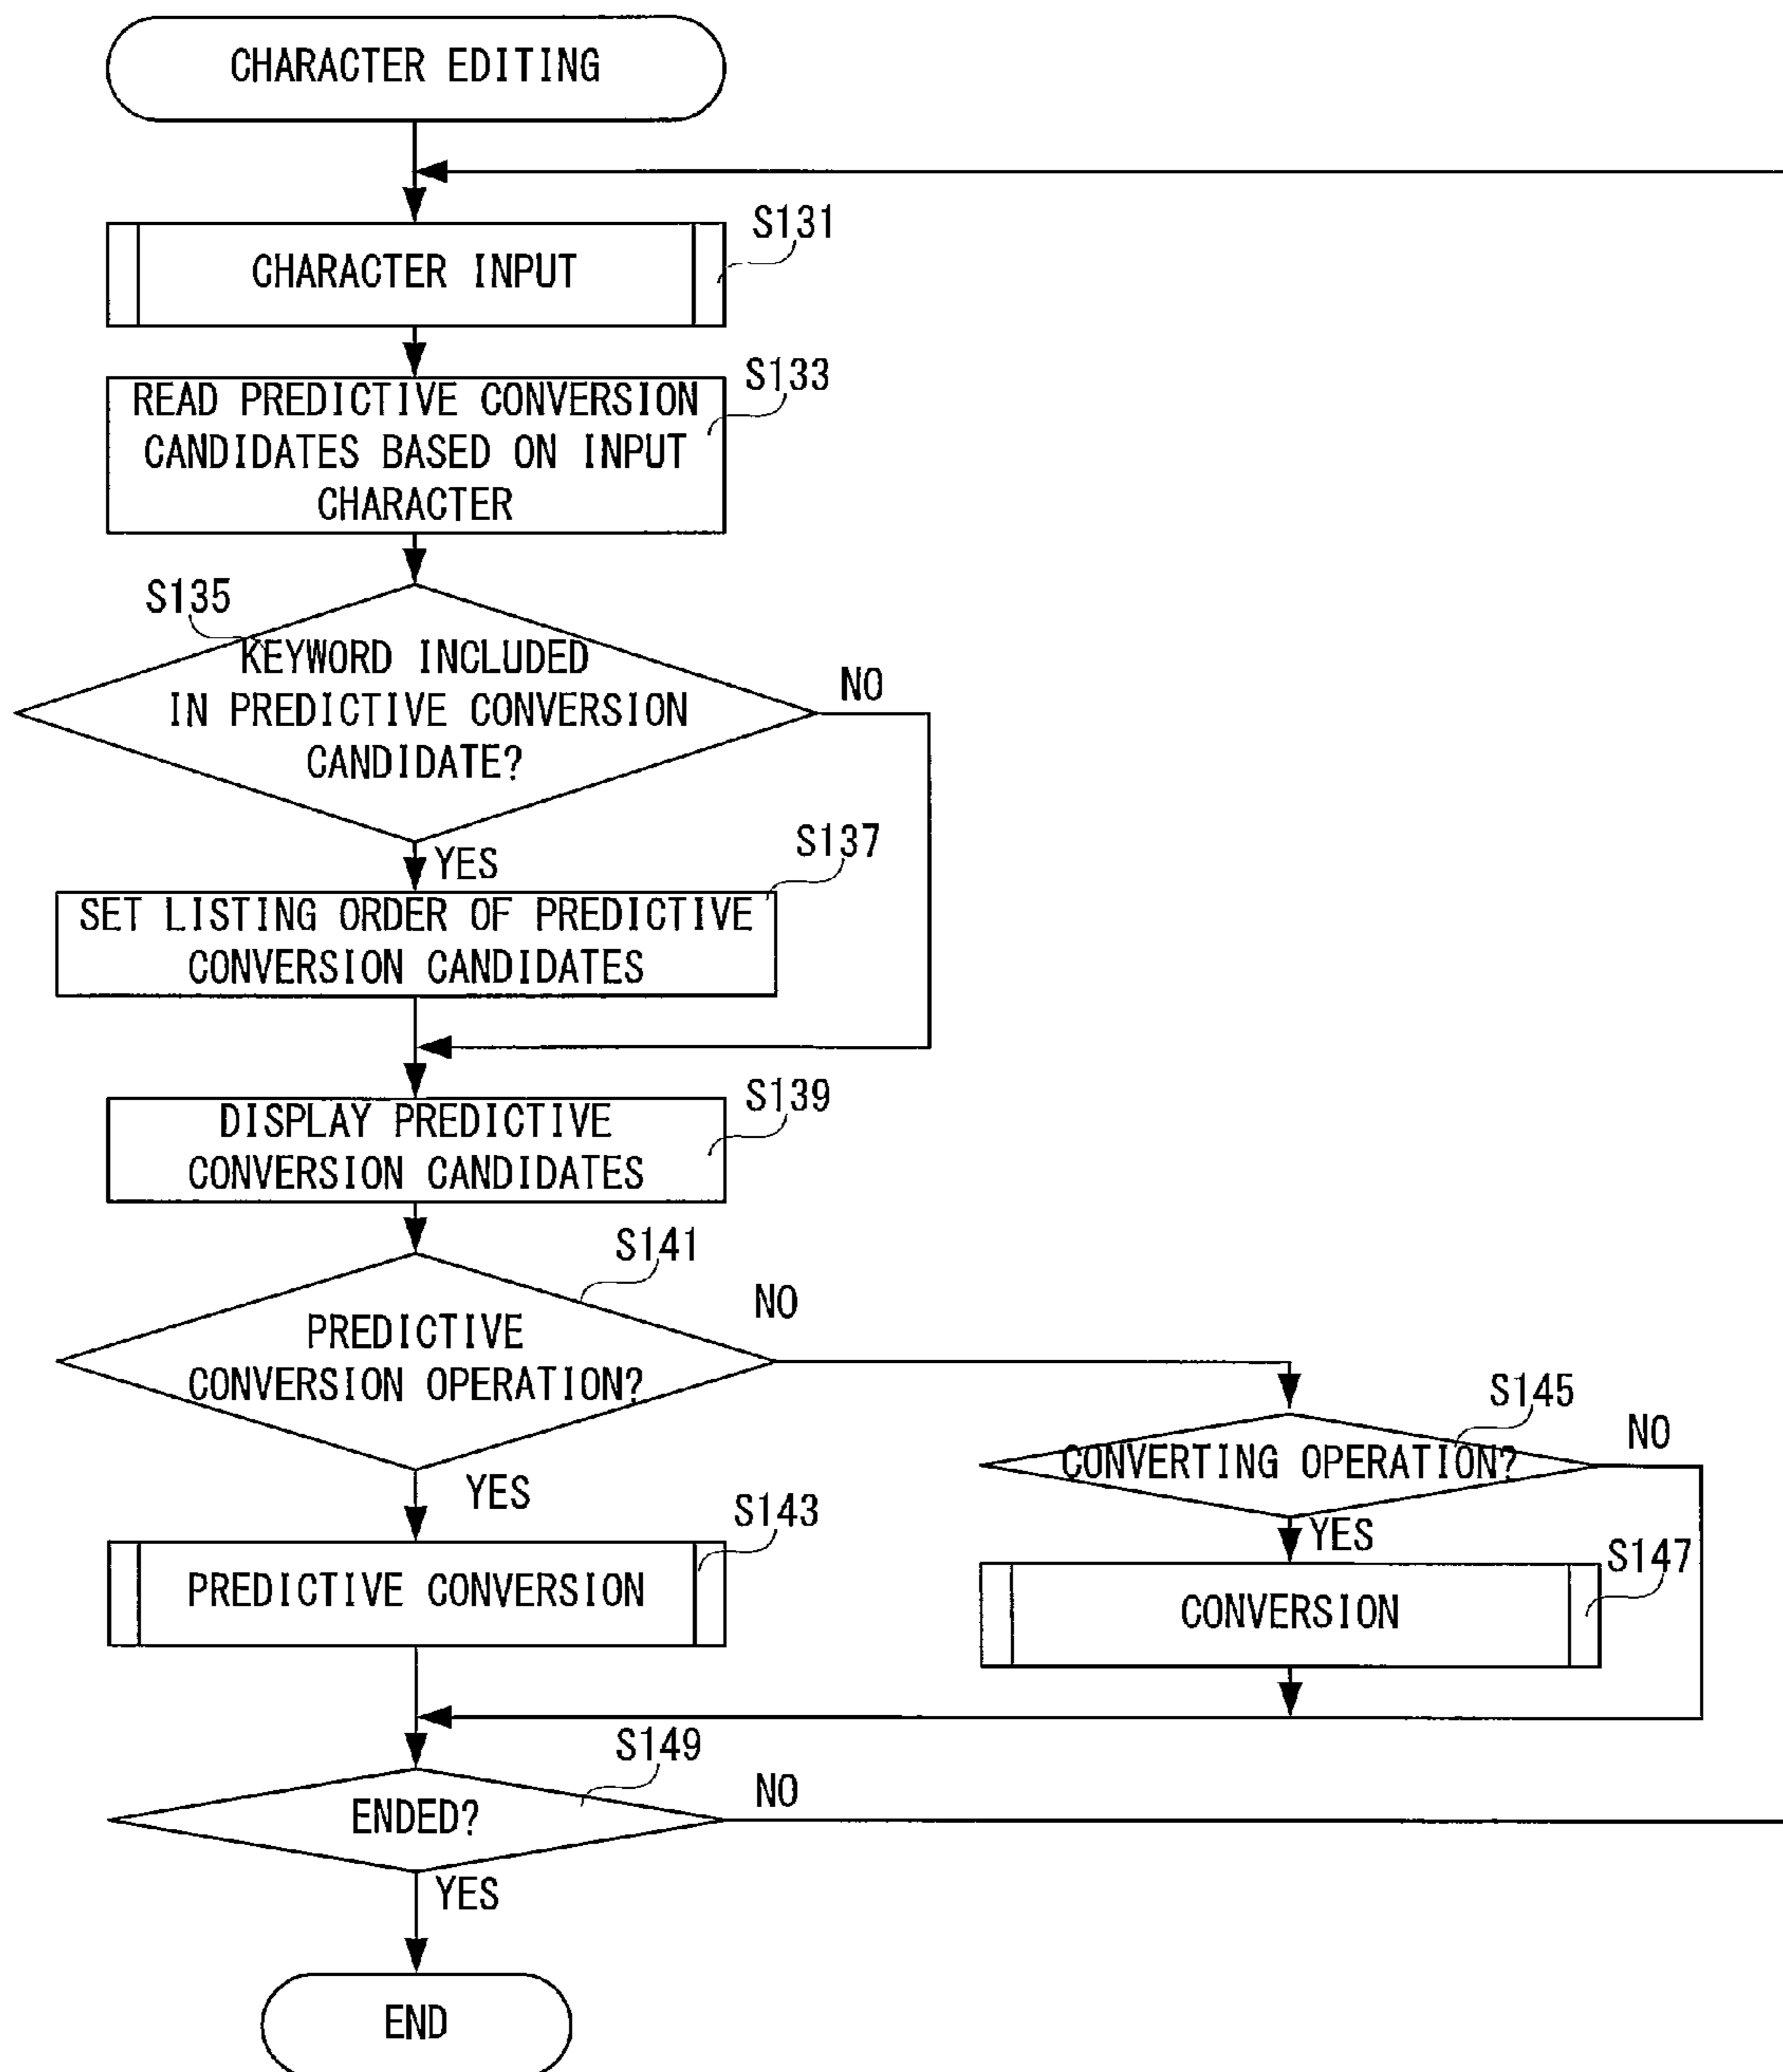 CHARACTER EDITING
S131
CHARACTER INPUT
S133
READ PREDICTIVE CONVERSION
CANDIDATES BASED ON INPUT
CHARACTER
S135
KEYWORD INCLUDED
IN PREDICTIVE CONVERSION
CANDIDATE?
NO
YES
S137
SET LISTING ORDER OF PREDICTIVE
CONVERSION CANDIDATES
S139
DISPLAY PREDICTIVE
CONVERSION CANDIDATES
S141
PREDICTIVE
CONVERSION OPERATION?
NO
YES
S145
CONVERTING OPERATION?
NO
YES
S143
PREDICTIVE CONVERSION
S147
CONVERSION
S149
ENDED?
NO
YES
END